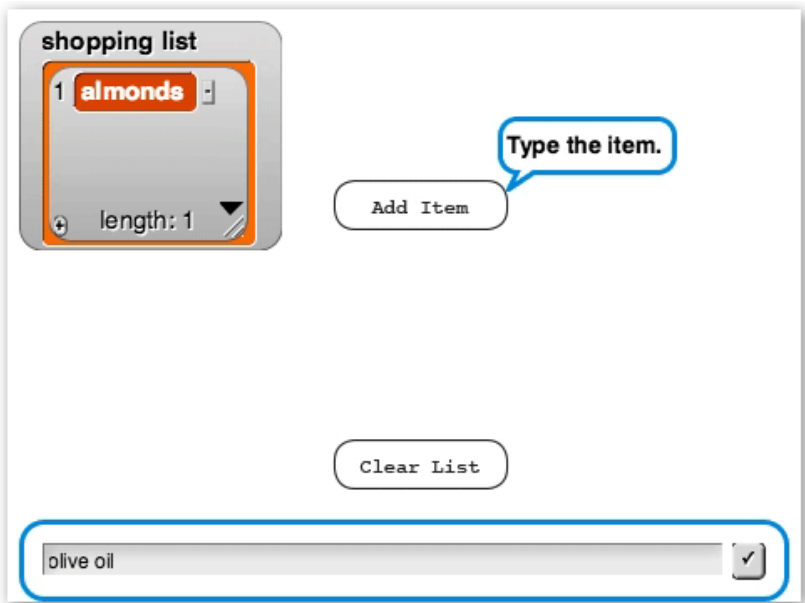 shopping list
1 almonds -
+ length: 1
Type the item.
Add Item
Clear List
olive oil ✓